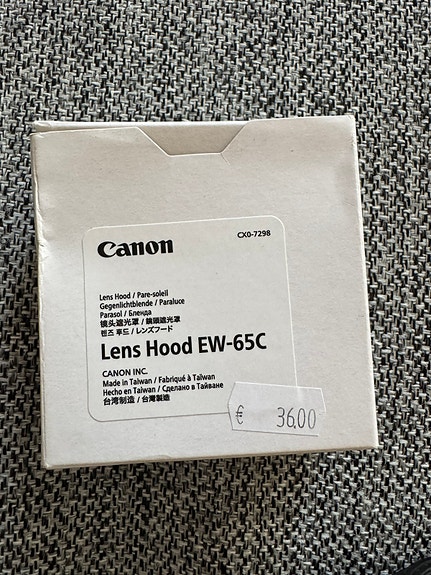 Canon
CX0-7298
Lens Hood / Pare-soleil
Gegenlichtblende / Paraluce
Parasol / Бленда
镜头遮光罩 / 鏡頭遮光罩
렌즈 후드 / レンズフード
Lens Hood EW-65C
CANON INC.
Made in Taiwan / Fabriqué à Taïwan
Hecho en Taiwán / Сделано в Тайване
台湾制造 / 台灣製造
€ 36,00